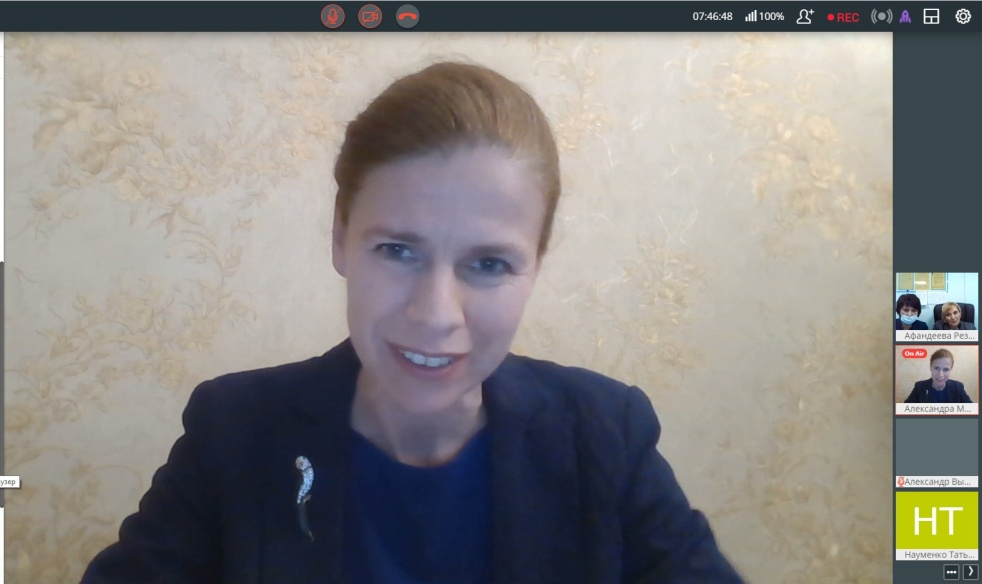 07:46:48
100%
REC
Афандеева Рез...
On Air
Александра М...
Александр Вы...
узер
НТ
Науменко Тать...